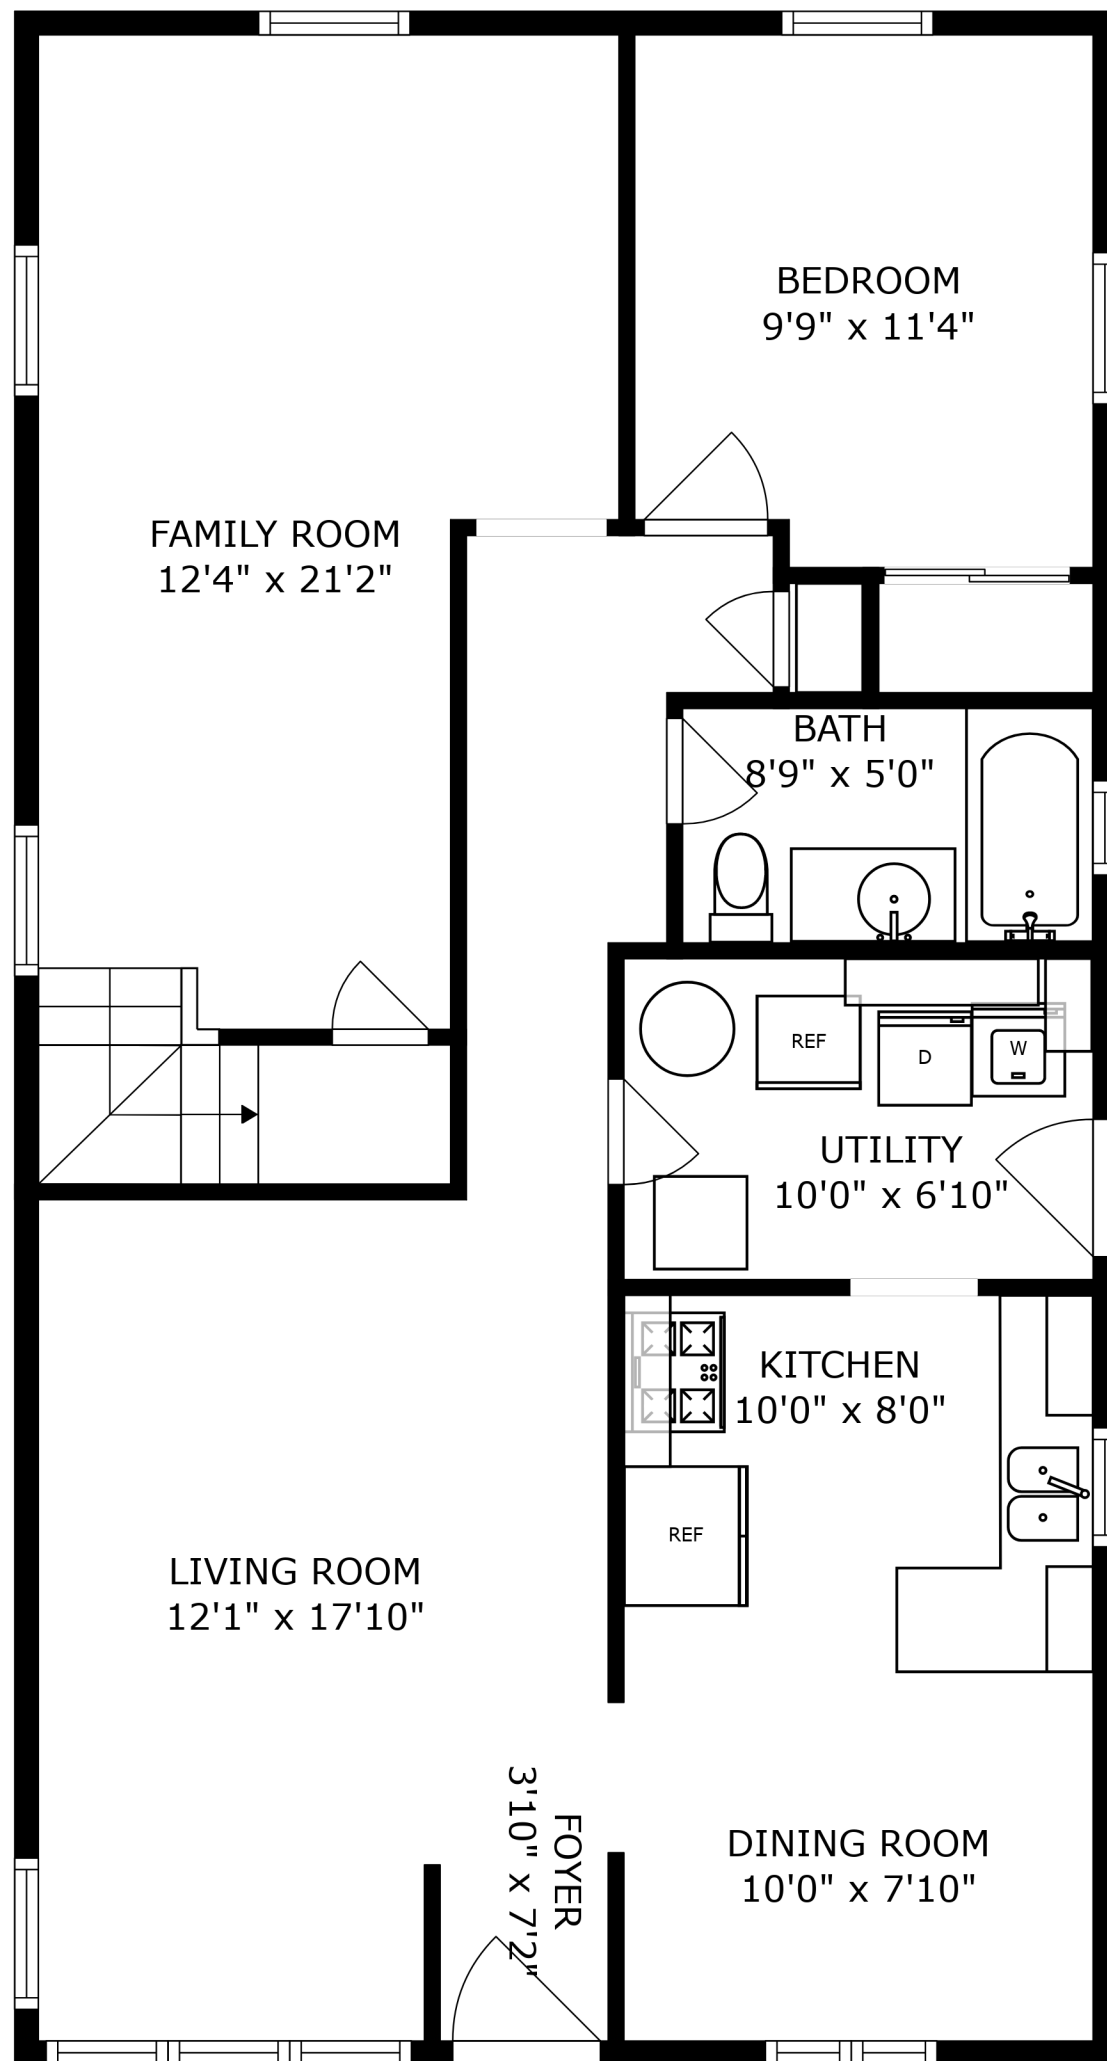 BEDROOM
9'9" x 11'4"
FAMILY ROOM
12'4" x 21'2"
BATH
8'9" x 5'0"
REF
D
W
UTILITY
10'0" x 6'10"
KITCHEN
10'0" x 8'0"
REF
LIVING ROOM
12'1" x 17'10"
FOYER
3'10" x 7'2"
DINING ROOM
10'0" x 7'10"